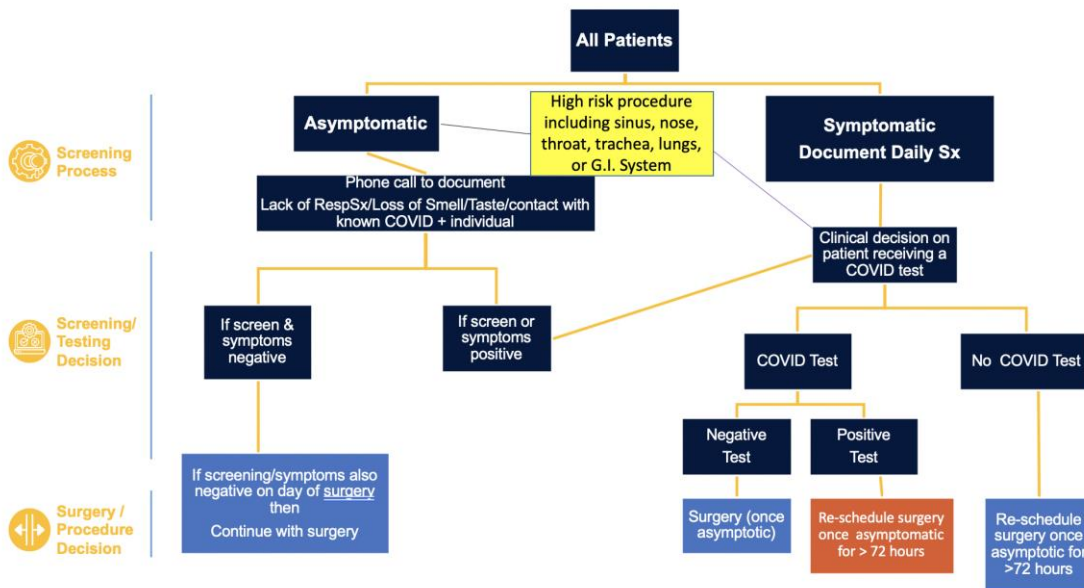 All Patients
Asymptomatic
High risk procedure
including sinus, nose,
throat, trachea, lungs,
or G.I. System
Symptomatic
Document Daily Sx
Screening
Process
Phone call to document
Lack of RespSx/Loss of Smell/Taste/contact with
known COVID + individual
Clinical decision on
patient receiving a
COVID test
Screening/
Testing
Decision
If screen &
symptoms
negative
If screen or
symptoms
positive
COVID Test
No COVID Test
Negative
Test
Positive
Test
Surgery /
Procedure
Decision
If screening/symptoms also
negative on day of surgery
then
Continue with surgery
Surgery (once
asymptotic)
Re-schedule surgery
once asymptomatic
for > 72 hours
Re-schedule
surgery once
asymptotic for
>72 hours